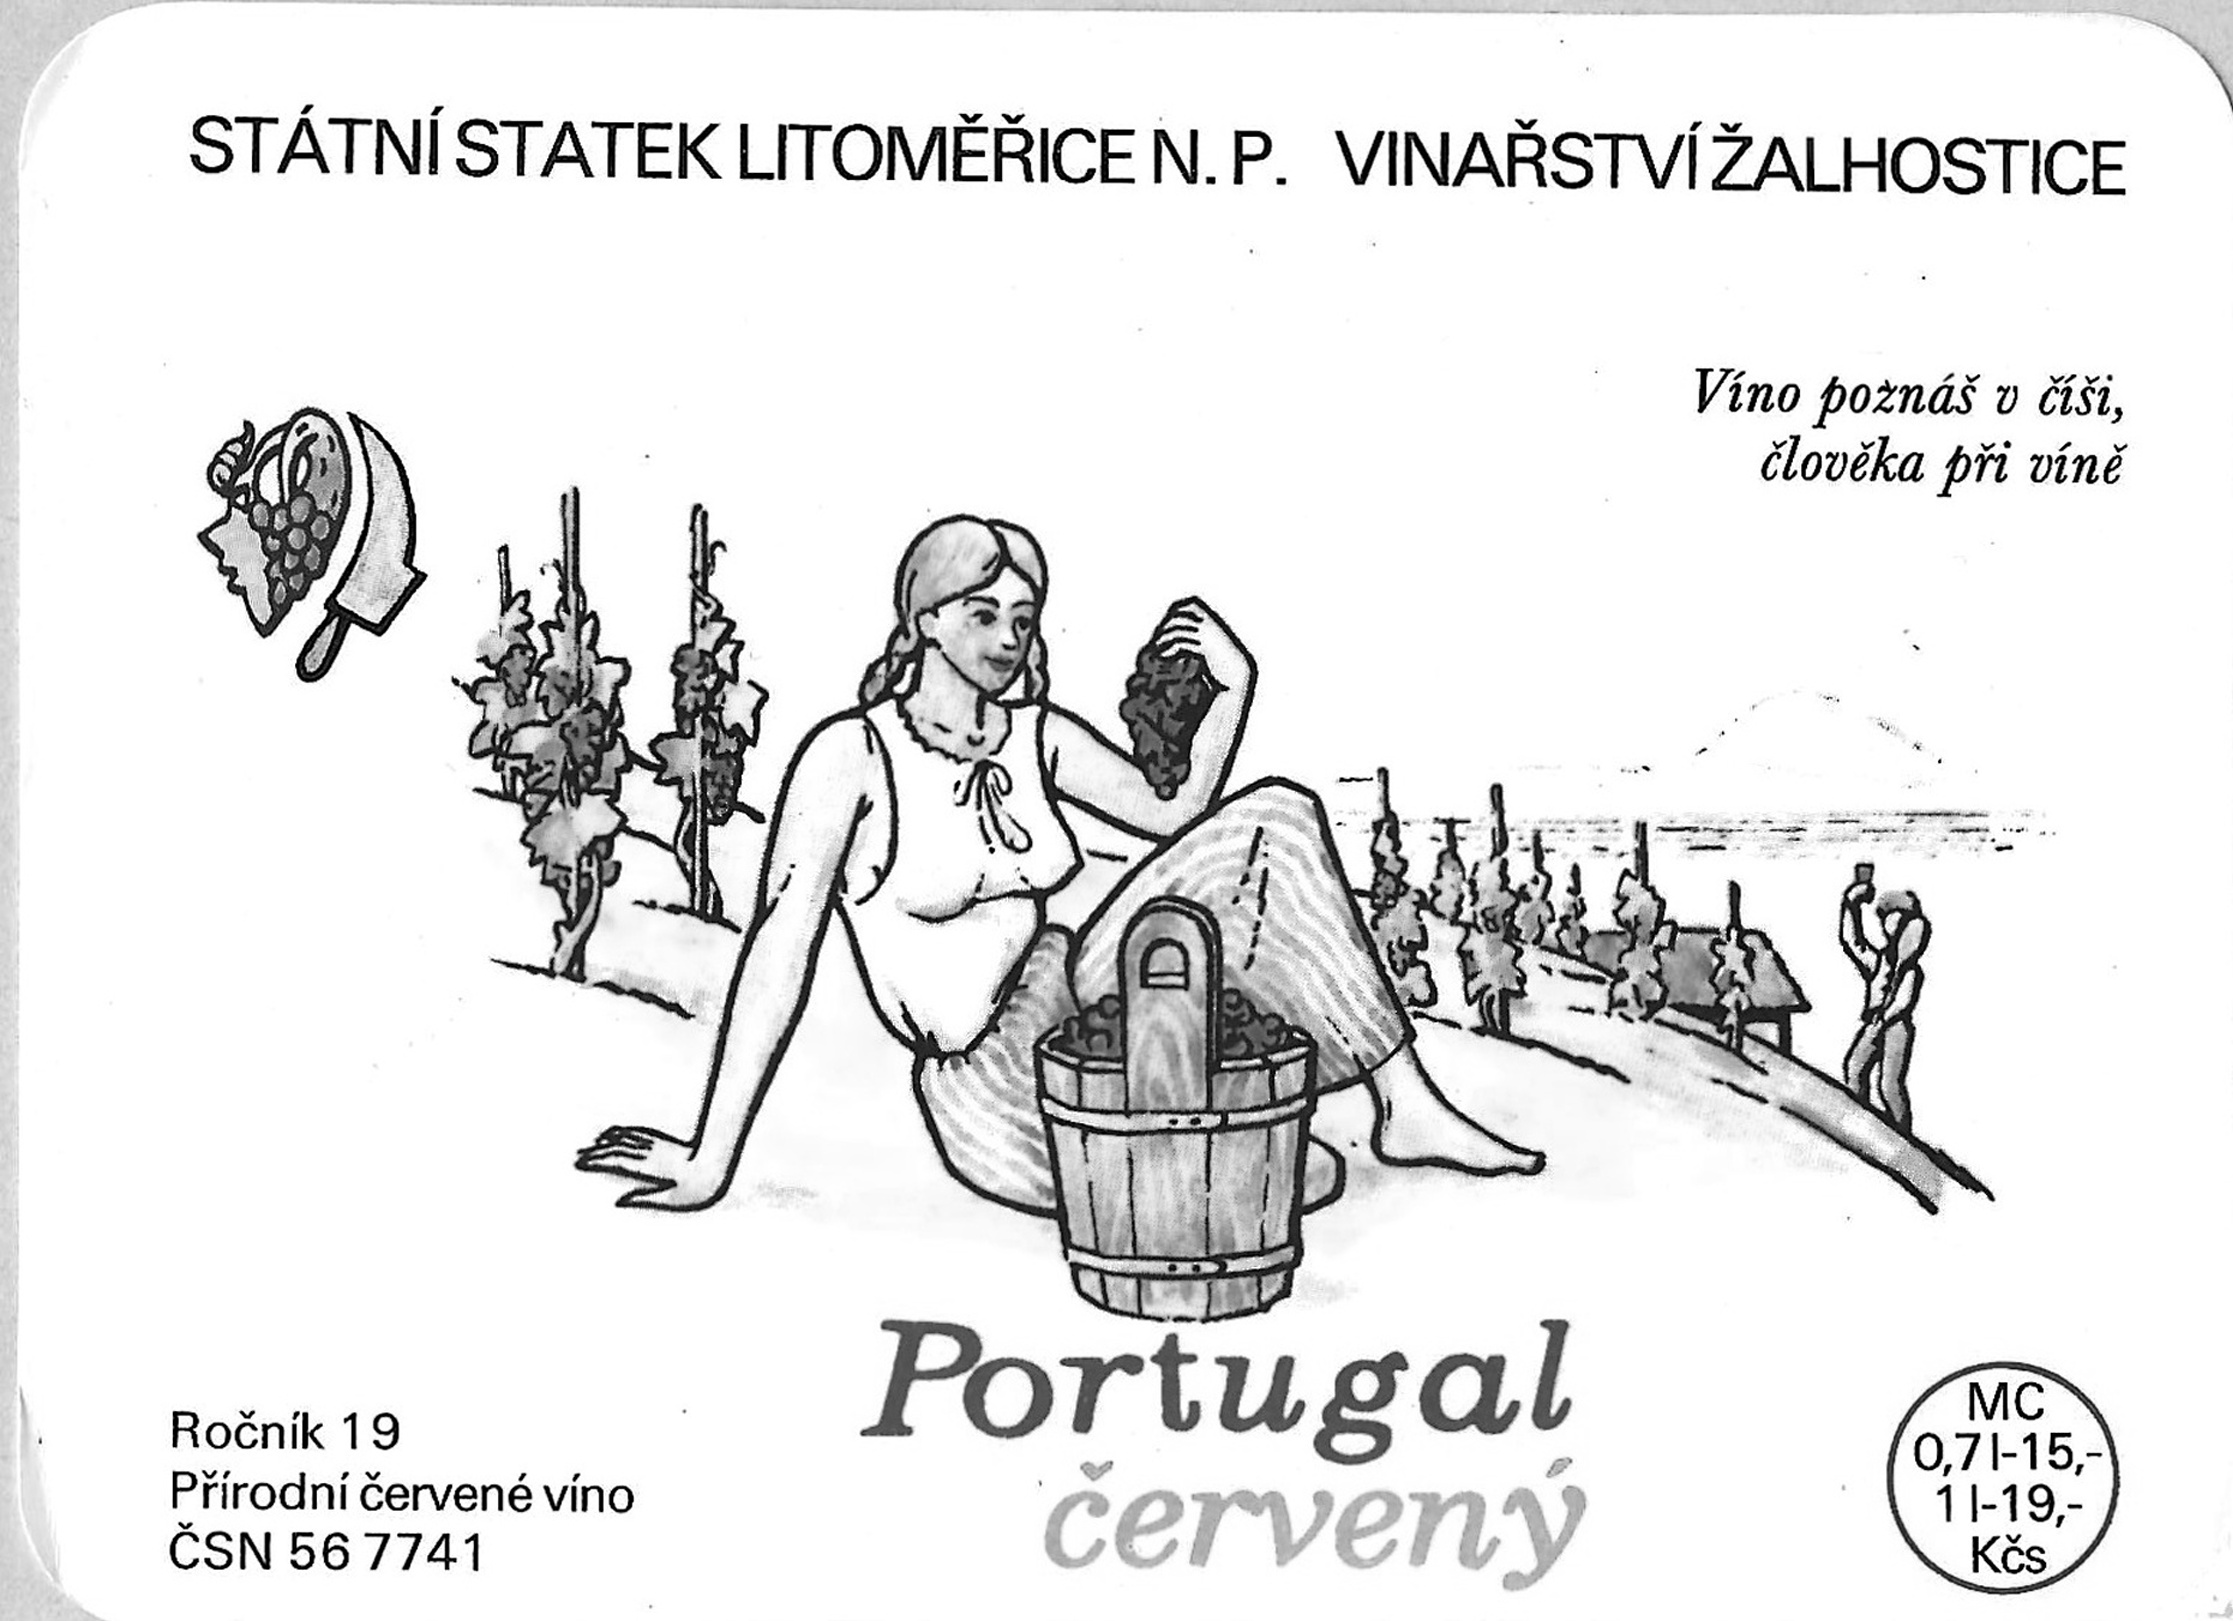 STÁTNÍ STATEK LITOMĚŘICE N. P. VINAŘSTVÍ ŽALHOSTICE
Víno poznáš v číši,
člověka při víně
Portugal
červený
Ročník 19
Přírodní červené víno
ČSN 56 7741
MC
0,7 l-15,-
1 l-19,-
Kčs